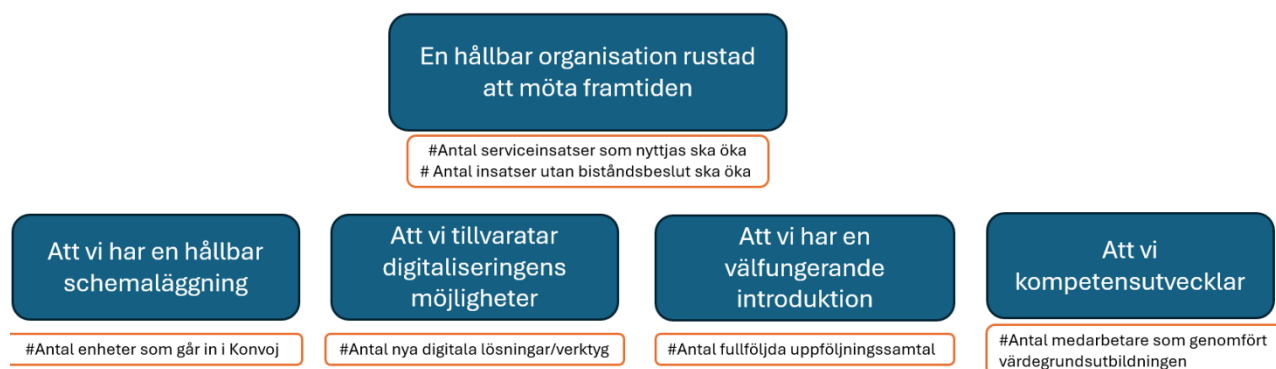 En hållbar organisation rustad
att möta framtiden
#Antal serviceinsatser som nyttjas ska öka
# Antal insatser utan biståndsbeslut ska öka
Att vi har en hållbar
schemaläggning
#Antal enheter som går in i Konvoj
Att vi tillvaratar
digitaliseringens
möjligheter
#Antal nya digitala lösningar/verktyg
Att vi har en
välfungerande
introduktion
#Antal fullföljda uppföljningssamtal
Att vi
kompetensutvecklar
#Antal medarbetare som genomfört
värdegrundsutbildningen